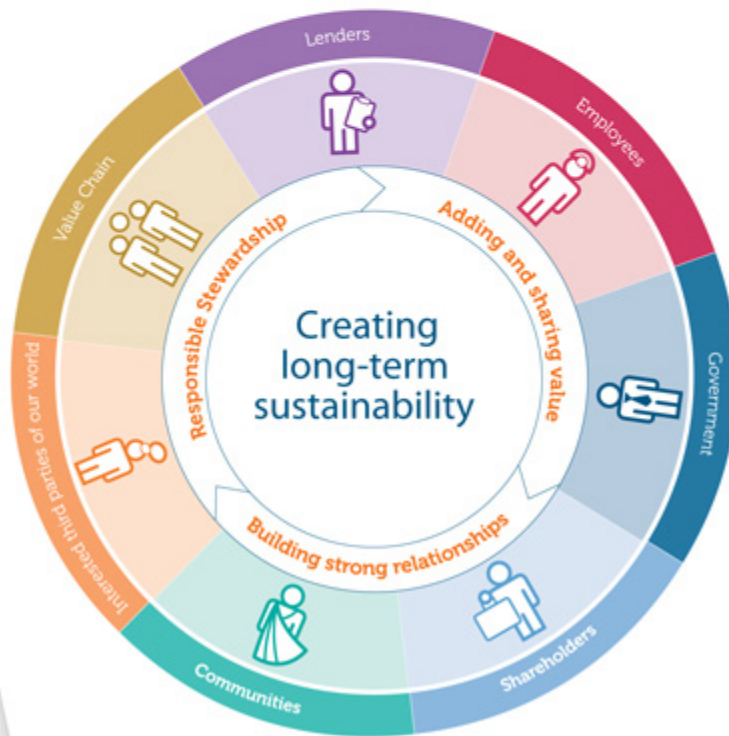 Lenders
Employees
Government
Shareholders
Communities
Interested third parties of our world
Value Chain
Responsible Stewardship
Adding and sharing value
Building strong relationships
Creating
long-term
sustainability